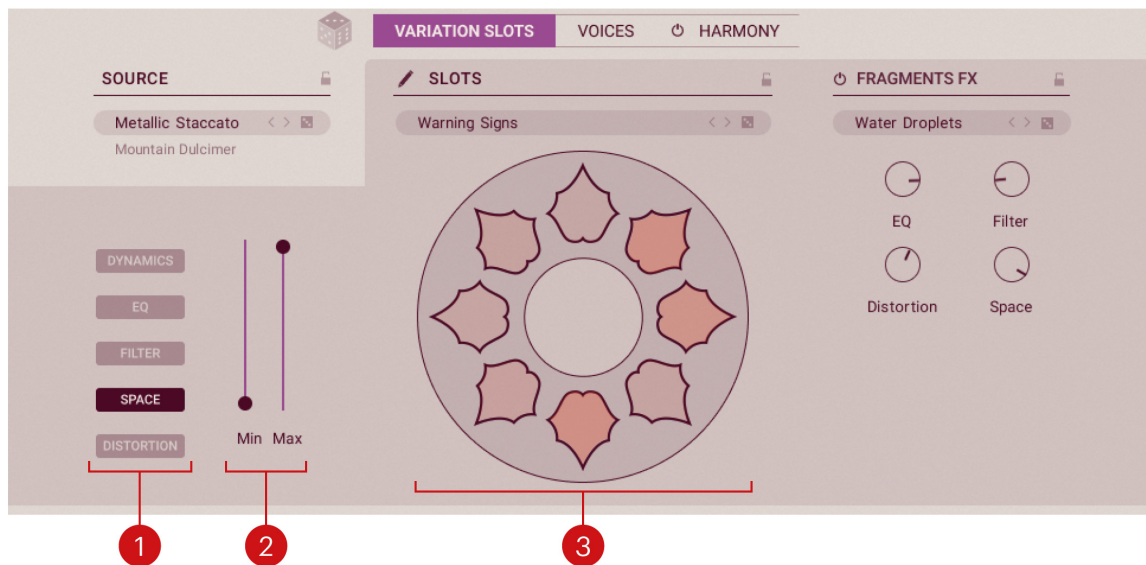 VARIATION SLOTS VOICES HARMONY
SOURCE
Metallic Staccato
Mountain Dulcimer
SLOTS
Warning Signs
FRAGMENTS FX
Water Droplets
EQ Filter
Distortion Space
DYNAMICS
EQ
FILTER
SPACE
DISTORTION
Min Max
1 2 3